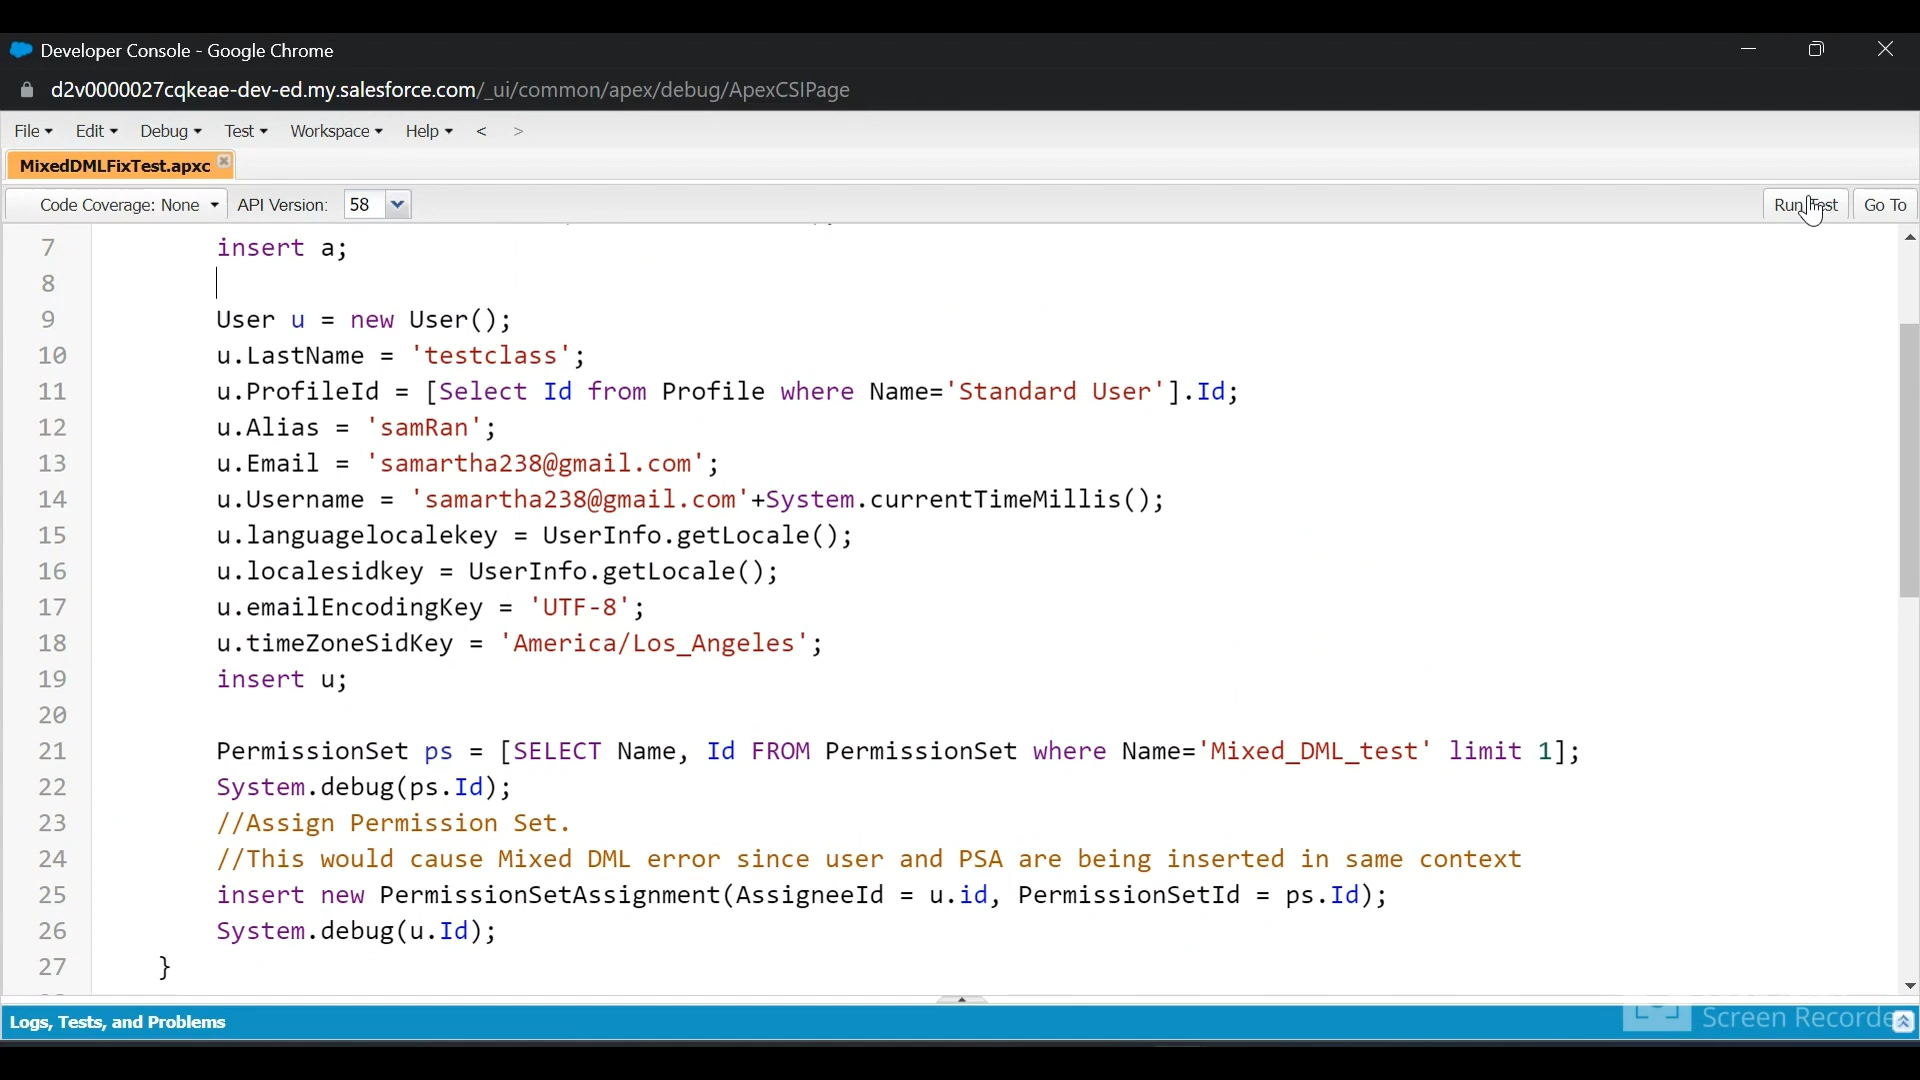 Developer Console - Google Chrome
d2v0000027cqkeae-dev-ed.my.salesforce.com/_ui/common/apex/debug/ApexCSIPage
File Edit Debug Test Workspace Help < >
MixedDMLFixTest.apxc
Code Coverage: None API Version: 58 Run Test Go To
7 insert a;
8
9 User u = new User();
10 u.LastName = 'testclass';
11 u.ProfileId = [Select Id from Profile where Name='Standard User'].Id;
12 u.Alias = 'samRan';
13 u.Email = 'samartha238@gmail.com';
14 u.Username = 'samartha238@gmail.com'+System.currentTimeMillis();
15 u.languagelocalekey = UserInfo.getLocale();
16 u.localesidkey = UserInfo.getLocale();
17 u.emailEncodingKey = 'UTF-8';
18 u.timeZoneSidKey = 'America/Los_Angeles';
19 insert u;
20
21 PermissionSet ps = [SELECT Name, Id FROM PermissionSet where Name='Mixed_DML_test' limit 1];
22 System.debug(ps.Id);
23 //Assign Permission Set.
24 //This would cause Mixed DML error since user and PSA are being inserted in same context
25 insert new PermissionSetAssignment(AssigneeId = u.id, PermissionSetId = ps.Id);
26 System.debug(u.Id);
27 }
Logs, Tests, and Problems
Screen Recorde